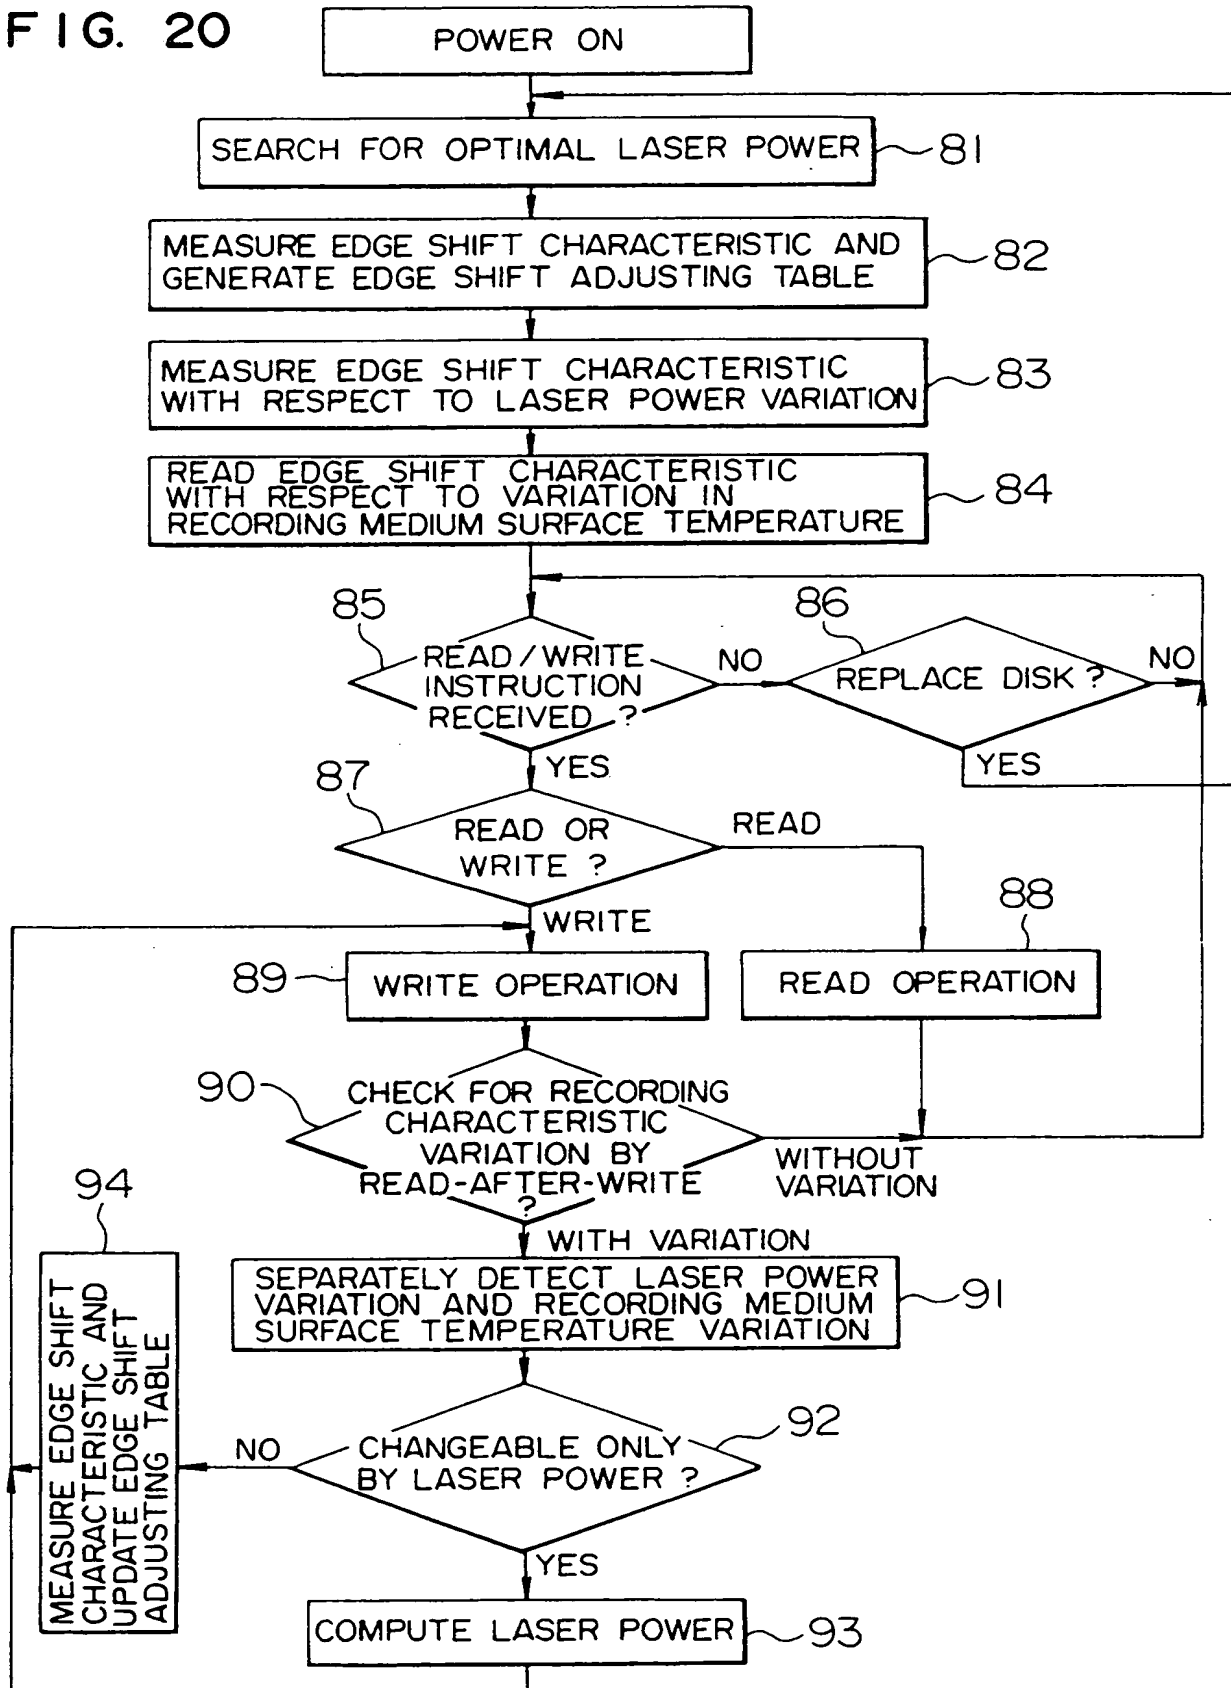 FIG. 20
POWER ON
SEARCH FOR OPTIMAL LASER POWER
81
MEASURE EDGE SHIFT CHARACTERISTIC AND
GENERATE EDGE SHIFT ADJUSTING TABLE
82
MEASURE EDGE SHIFT CHARACTERISTIC
WITH RESPECT TO LASER POWER VARIATION
83
READ EDGE SHIFT CHARACTERISTIC
WITH RESPECT TO VARIATION IN
RECORDING MEDIUM SURFACE TEMPERATURE
84
85
READ/WRITE
INSTRUCTION
RECEIVED ?
NO
86
REPLACE DISK ?
NO
YES
YES
87
READ OR
WRITE ?
READ
WRITE
88
READ OPERATION
89
WRITE OPERATION
90
CHECK FOR RECORDING
CHARACTERISTIC
VARIATION BY
READ-AFTER-WRITE
?
WITHOUT
VARIATION
WITH VARIATION
SEPARATELY DETECT LASER POWER
VARIATION AND RECORDING MEDIUM
SURFACE TEMPERATURE VARIATION
91
92
CHANGEABLE ONLY
BY LASER POWER ?
NO
94
MEASURE EDGE SHIFT
CHARACTERISTIC AND
UPDATE EDGE SHIFT
ADJUSTING TABLE
YES
COMPUTE LASER POWER
93